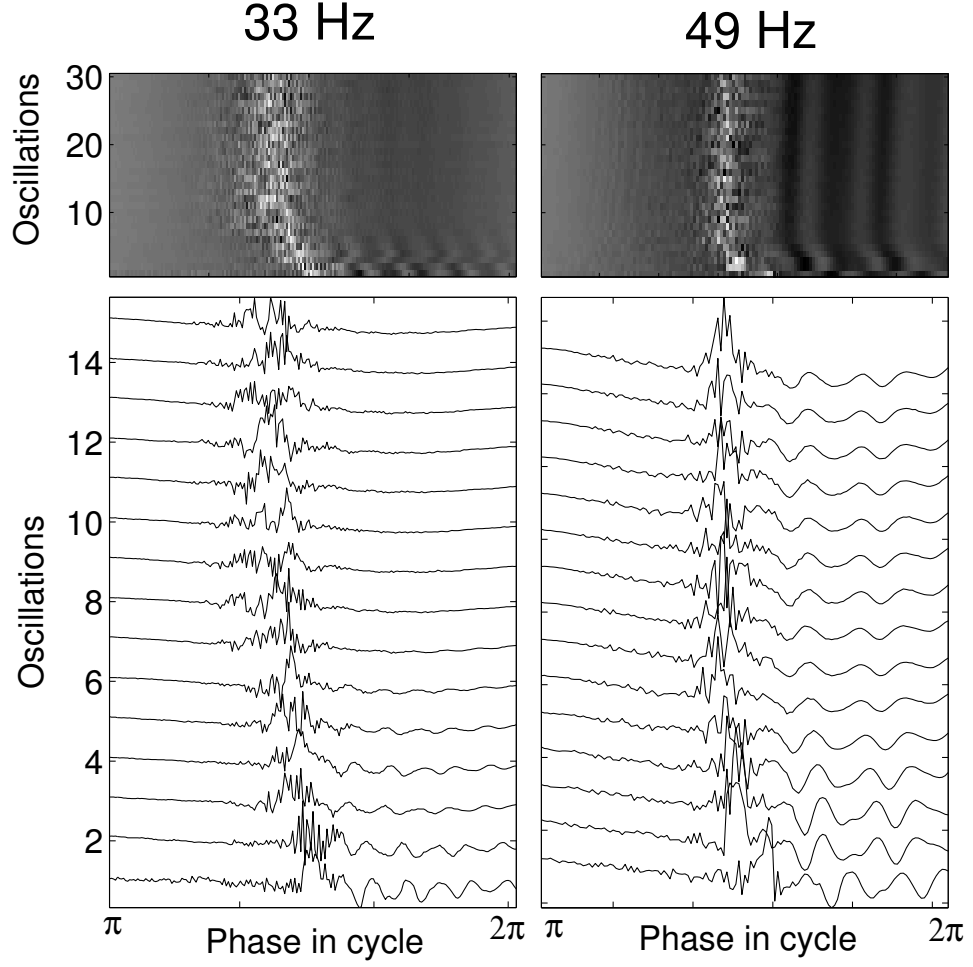 33 Hz
49 Hz
Oscillations
30
20
10
Oscillations
14
12
10
8
6
4
2
π
2π
π
2π
Phase in cycle
Phase in cycle